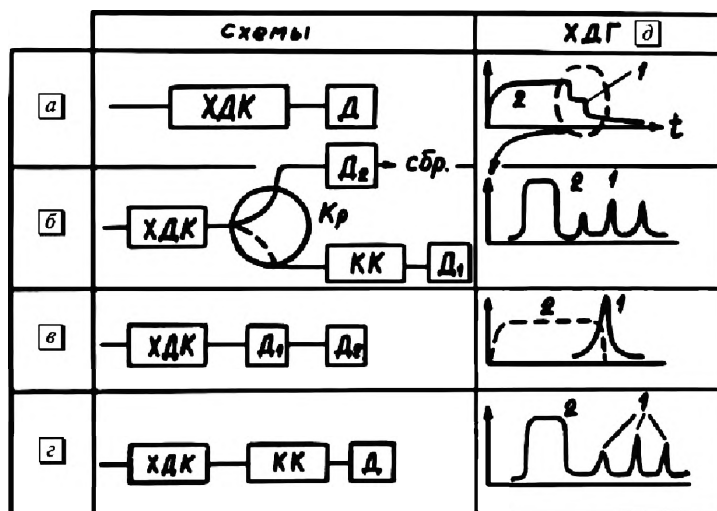 схемы ХДГ д
а ХДК Д 2 1 t
б ХДК Д₂ сбр. Кр КК Д₁ 2 1
в ХДК Д₁ Д₂ 2 1
г ХДК КК Д 2 1